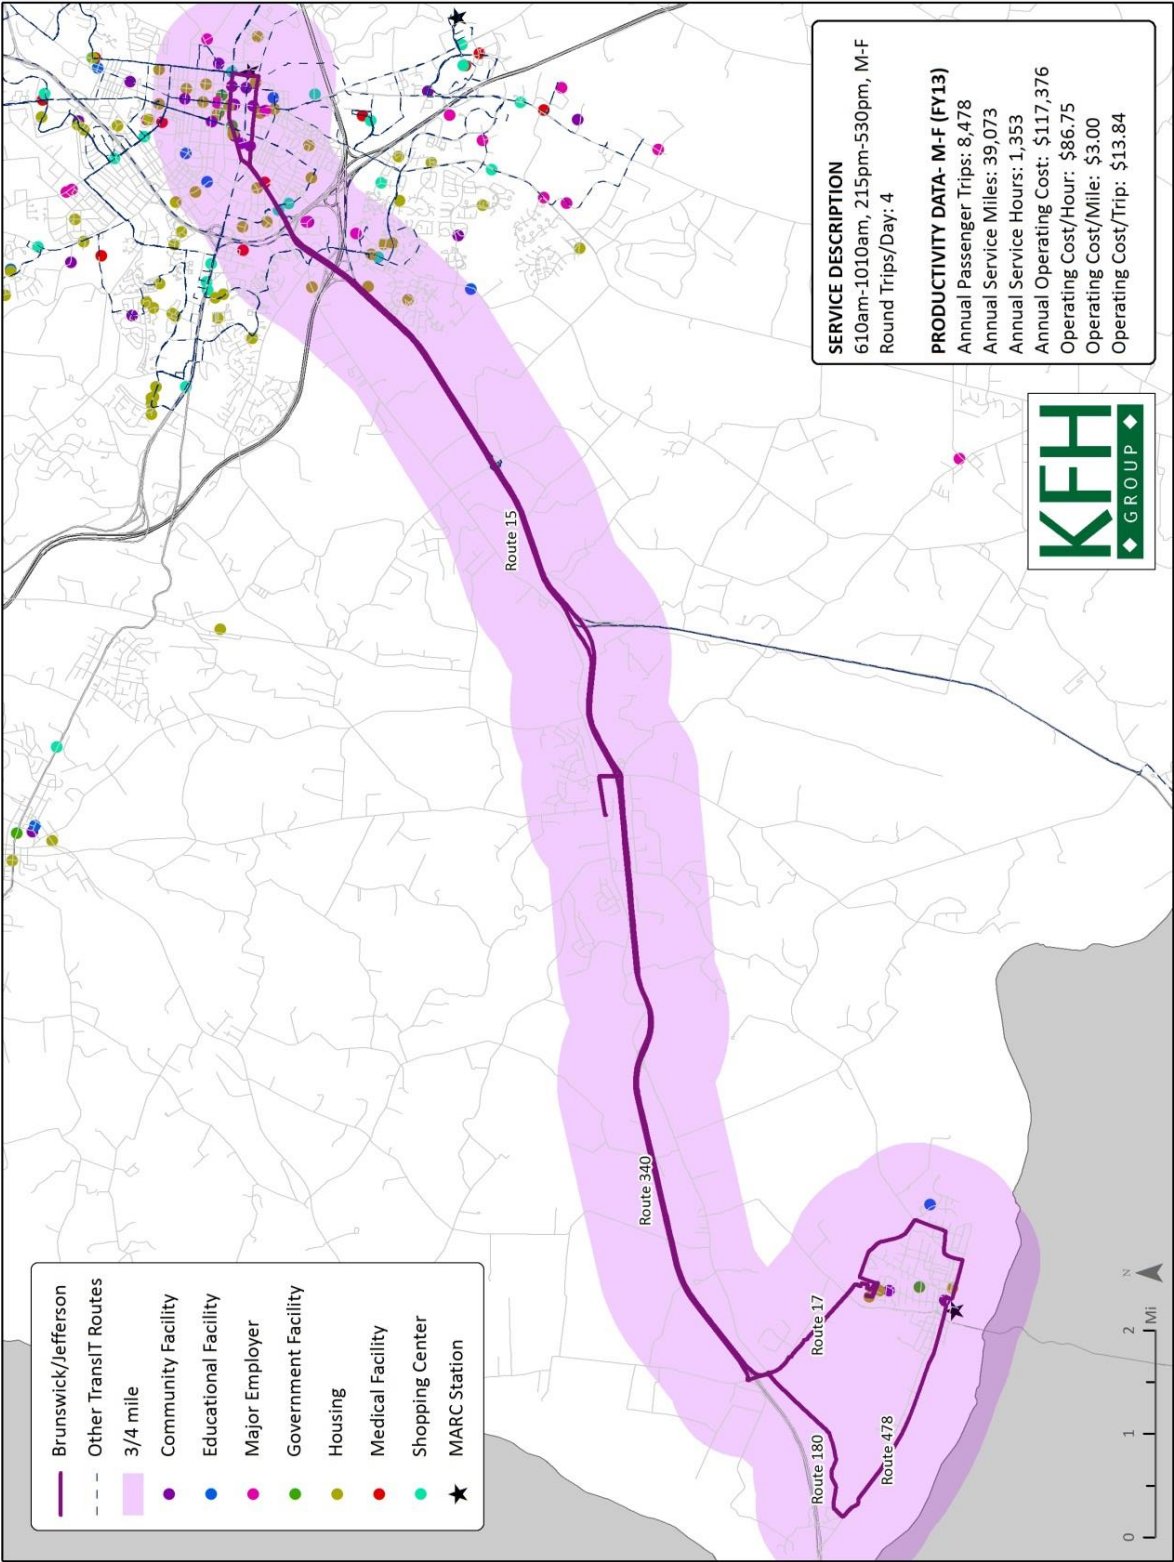 Brunswick/Jefferson
Other TransIT Routes
3/4 mile
Community Facility
Educational Facility
Major Employer
Government Facility
Housing
Medical Facility
Shopping Center
MARC Station
Route 15
Route 340
Route 17
Route 180
Route 478
0 1 2
Mi
N
KFH
GROUP
SERVICE DESCRIPTION
610am-1010am, 215pm-530pm, M-F
Round Trips/Day: 4
PRODUCTIVITY DATA- M-F (FY13)
Annual Passenger Trips: 8,478
Annual Service Miles: 39,073
Annual Service Hours: 1,353
Annual Operating Cost: $117,376
Operating Cost/Hour: $86.75
Operating Cost/Mile: $3.00
Operating Cost/Trip: $13.84